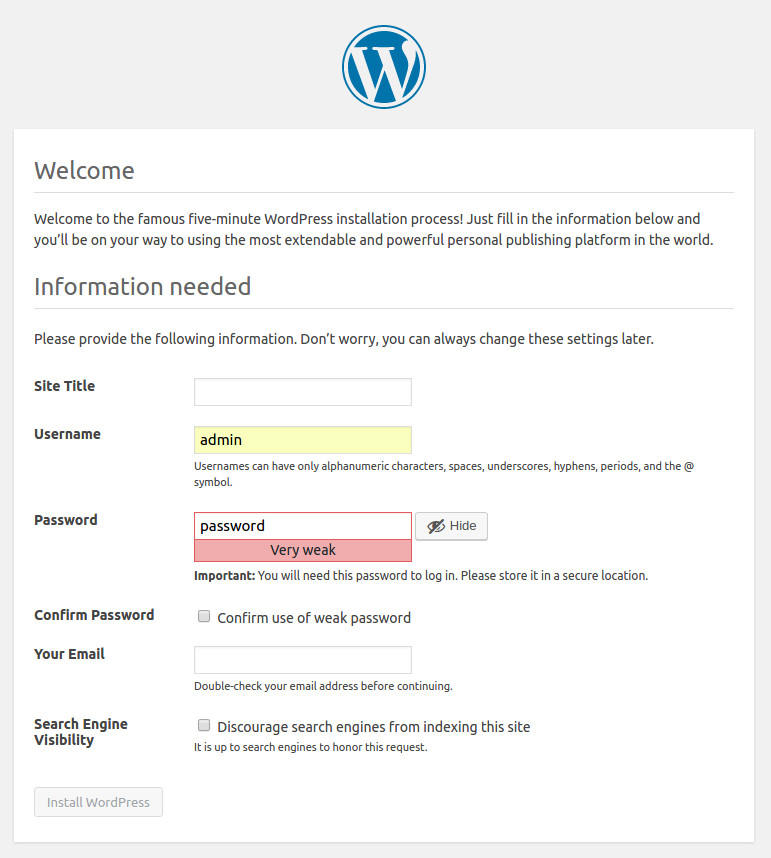 W
Welcome
Welcome to the famous five-minute WordPress installation process! Just fill in the information below and
you’ll be on your way to using the most extendable and powerful personal publishing platform in the world.
Information needed
Please provide the following information. Don’t worry, you can always change these settings later.
Site Title
Username
admin
Usernames can have only alphanumeric characters, spaces, underscores, hyphens, periods, and the @
symbol.
Password
password
Hide
Very weak
Important: You will need this password to log in. Please store it in a secure location.
Confirm Password
Confirm use of weak password
Your Email
Double-check your email address before continuing.
Search Engine
Visibility
Discourage search engines from indexing this site
It is up to search engines to honor this request.
Install WordPress